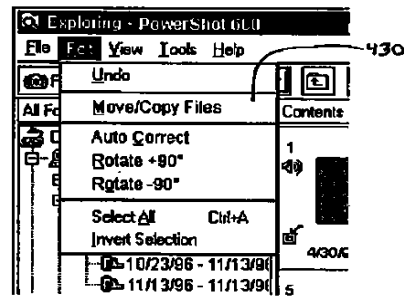 Exploring - PowerShot 600
File Edit View Tools Help
430
Undo
Move/Copy Files
All Fo Contents
Auto Correct
1
Rotate +90°
Rotate -90°
Select All Ctrl+A
Invert Selection
4/30/
10/23/96 - 11/13/96
11/13/96 - 11/13/96
5